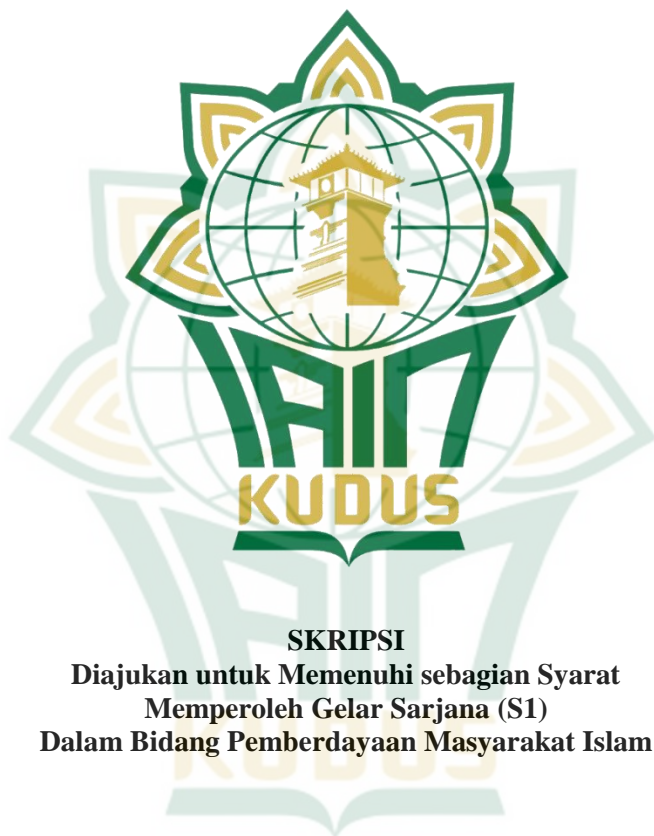 IAIN
KUDUS
SKRIPSI
Diajukan untuk Memenuhi sebagian Syarat
Memperoleh Gelar Sarjana (S1)
Dalam Bidang Pemberdayaan Masyarakat Islam